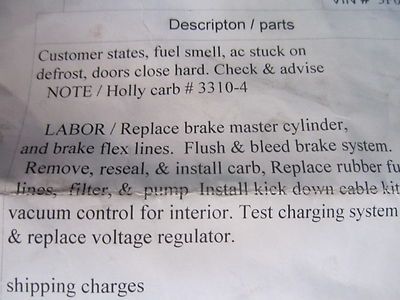 VIN #
Descripton / parts
Customer states, fuel smell, ac stuck on
defrost, doors close hard. Check & advise
NOTE / Holly carb # 3310-4
LABOR / Replace brake master cylinder,
and brake flex lines. Flush & bleed brake system.
Remove, reseal, & install carb, Replace rubber fu
lines, filter, & pump Install kick down cable kit
vacuum control for interior. Test charging system
& replace voltage regulator.
shipping charges